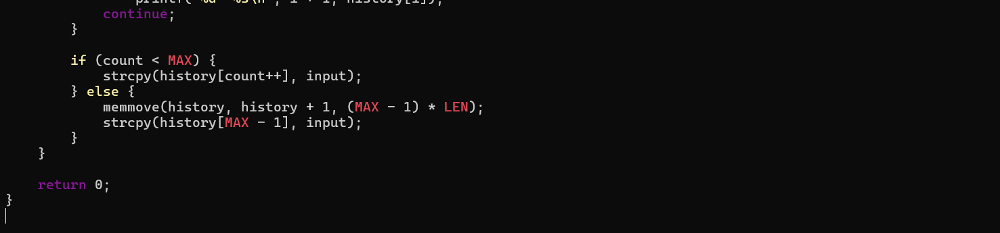 continue;
}
if (count < MAX) {
strcpy(history[count++], input);
} else {
memmove(history, history + 1, (MAX - 1) * LEN);
strcpy(history[MAX - 1], input);
}
}
return 0;
}